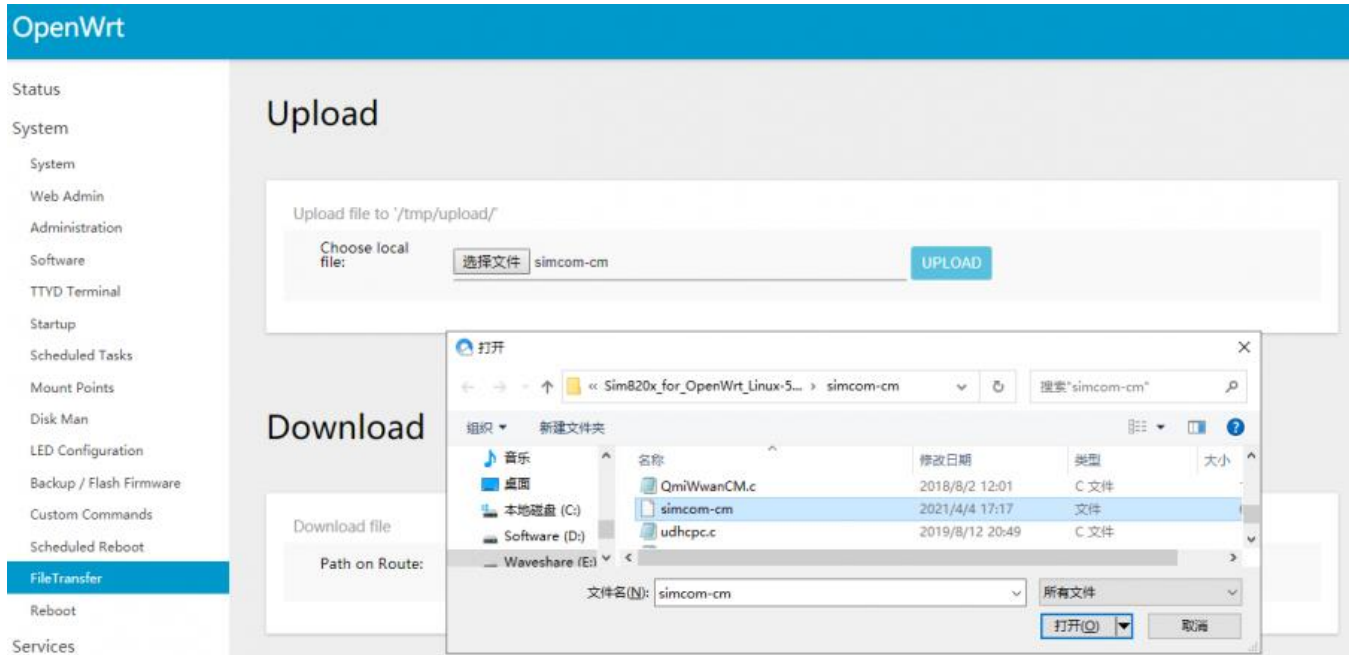 OpenWrt
Status
System
System
Web Admin
Administration
Software
TTYD Terminal
Startup
Scheduled Tasks
Mount Points
Disk Man
LED Configuration
Backup / Flash Firmware
Custom Commands
Scheduled Reboot
FileTransfer
Reboot
Services
Upload
Upload file to '/tmp/upload/'
Choose local
file:
选择文件 simcom-cm
UPLOAD
Download
Download file
Path on Route:
打开
« Sim820x_for_OpenWrt_Linux-5... › simcom-cm
搜索"simcom-cm"
组织 新建文件夹
音乐
桌面
本地磁盘 (C:)
Software (D:)
Waveshare (E:)
名称 修改日期 类型 大小
QmiWwanCM.c 2018/8/2 12:01 C 文件
simcom-cm 2021/4/4 17:17 文件
udhcpc.c 2019/8/12 20:49 C 文件
文件名(N): simcom-cm 所有文件
打开(O) 取消